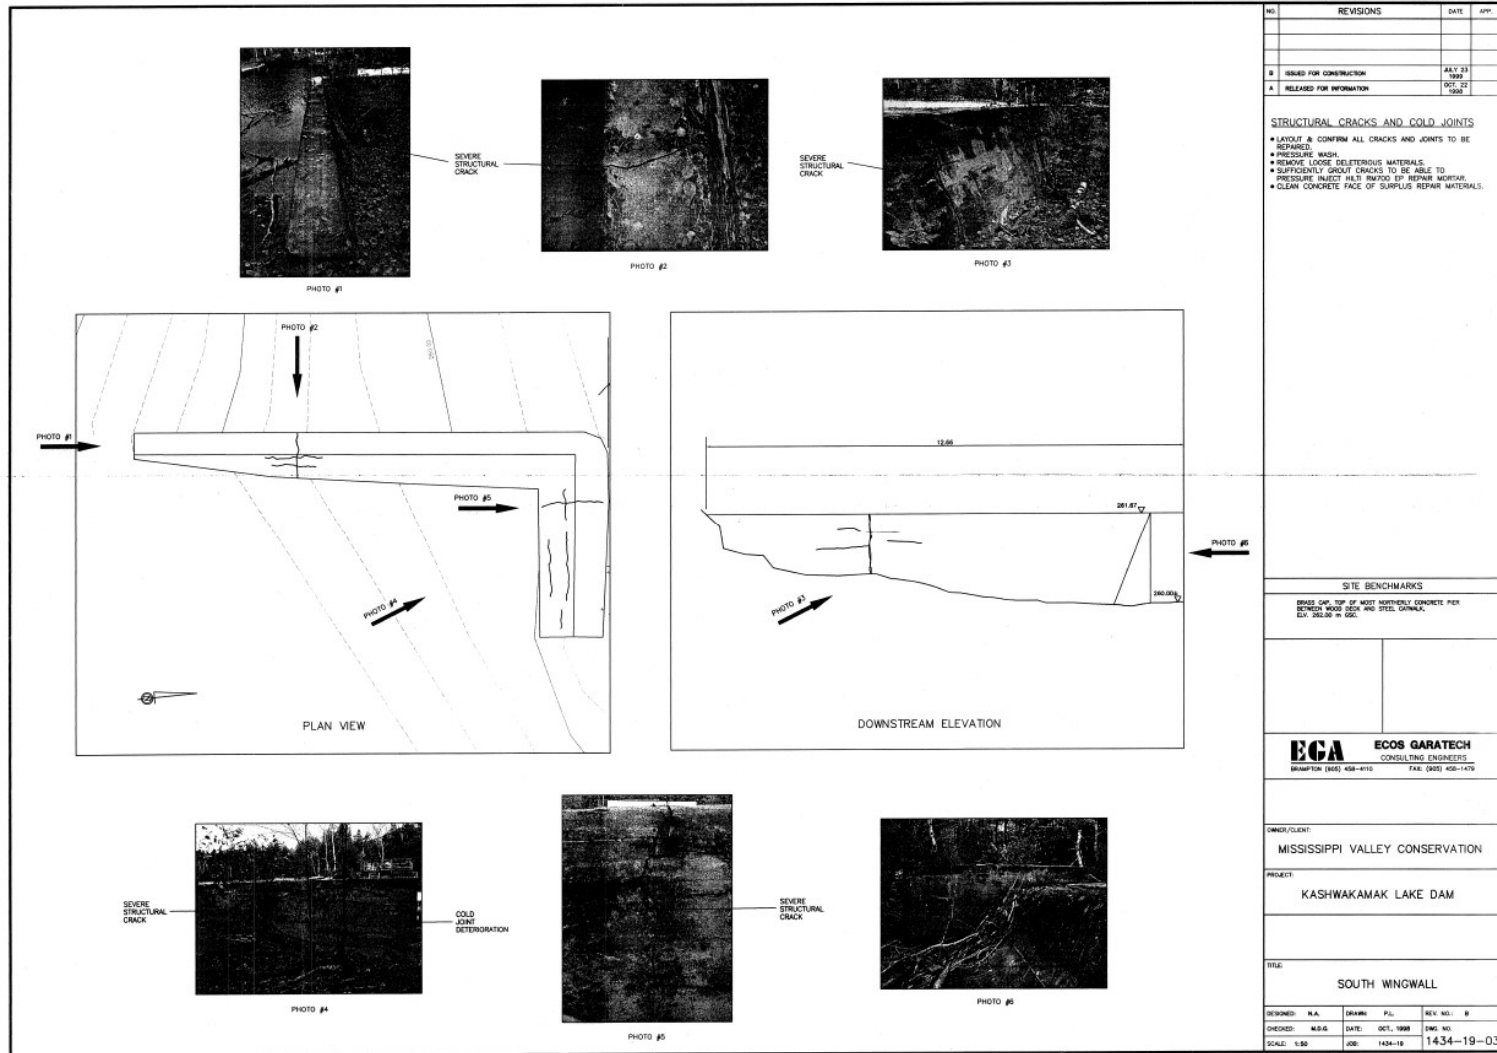 SEVERE
STRUCTURAL
CRACK
SEVERE
STRUCTURAL
CRACK
PHOTO #1
PHOTO #2
PHOTO #3
PHOTO #2
PHOTO #1
PHOTO #5
PHOTO #4
PLAN VIEW
12.66
261.67
260.00±
PHOTO #6
PHOTO #3
DOWNSTREAM ELEVATION
SEVERE
STRUCTURAL
CRACK
COLD
JOINT
DETERIORATION
SEVERE
STRUCTURAL
CRACK
PHOTO #4
PHOTO #5
PHOTO #6
NO. REVISIONS DATE APP.
B ISSUED FOR CONSTRUCTION JULY 23 1999
A RELEASED FOR INFORMATION OCT. 22 1998
STRUCTURAL CRACKS AND COLD JOINTS
• LAYOUT & CONFIRM ALL CRACKS AND JOINTS TO BE
REPAIRED.
• PRESSURE WASH.
• REMOVE LOOSE DELETERIOUS MATERIALS.
• SUFFICIENTLY GROUT CRACKS TO BE ABLE TO
PRESSURE INJECT HILTI RM700 EP REPAIR MORTAR.
• CLEAN CONCRETE FACE OF SURPLUS REPAIR MATERIALS.
SITE BENCHMARKS
BRASS CAP, TOP OF MOST NORTHERLY CONCRETE PIER
BETWEEN WOOD DECK AND STEEL CATWALK,
ELV. 262.00 m GSC.
EGA ECOS GARATECH
CONSULTING ENGINEERS
BRAMPTON (905) 458-4110 FAX: (905) 458-1479
OWNER/CLIENT:
MISSISSIPPI VALLEY CONSERVATION
PROJECT:
KASHWAKAMAK LAKE DAM
TITLE:
SOUTH WINGWALL
DESIGNED: N.A. DRAWN: P.L. REV. NO.: B
CHECKED: M.D.G. DATE: OCT., 1998 DWG. NO.
SCALE: 1:50 JOB: 1434-19 1434-19-03